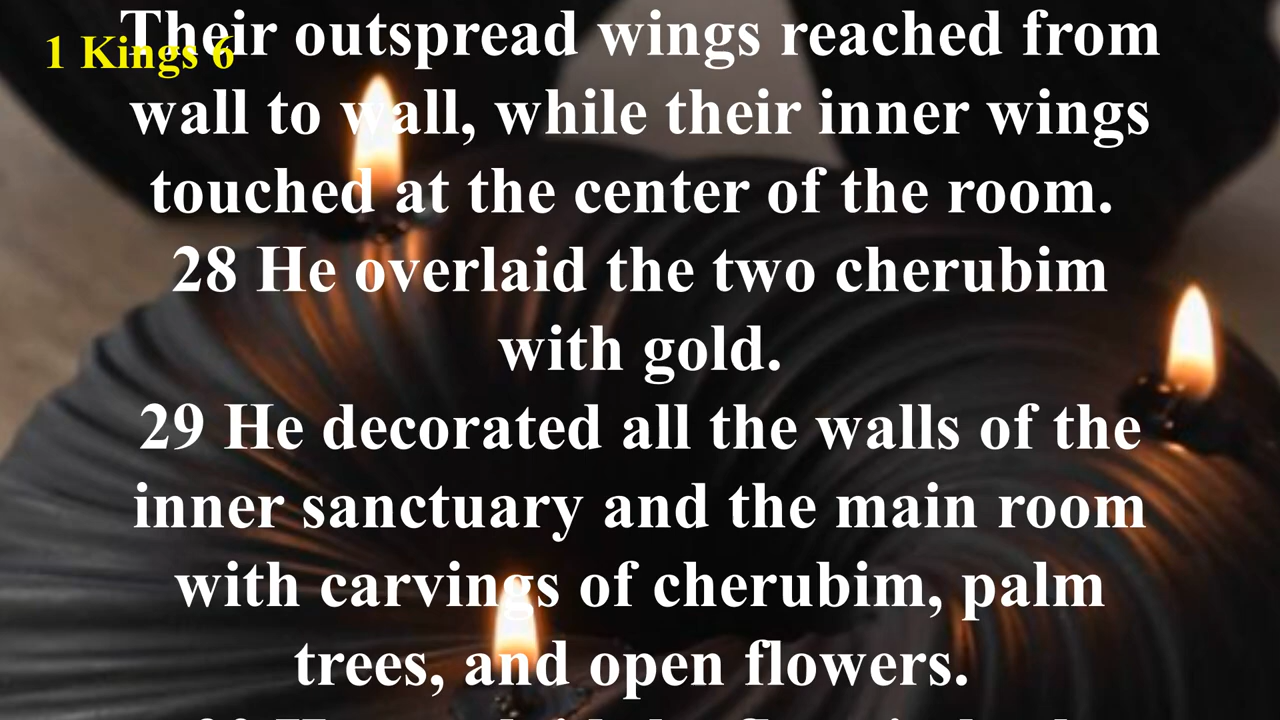 1 Kings 6
Their outspread wings reached from
wall to wall, while their inner wings
touched at the center of the room.
28 He overlaid the two cherubim
with gold.
29 He decorated all the walls of the
inner sanctuary and the main room
with carvings of cherubim, palm
trees, and open flowers.